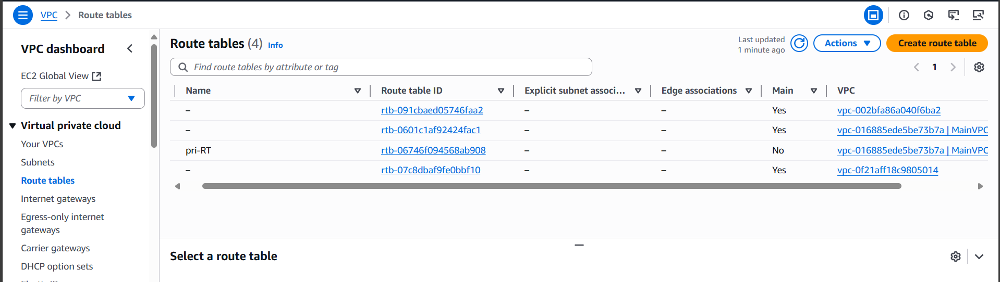 VPC > Route tables
VPC dashboard
EC2 Global View
Filter by VPC
Virtual private cloud
Your VPCs
Subnets
Route tables
Internet gateways
Egress-only internet
gateways
Carrier gateways
DHCP option sets
Route tables (4) Info
Last updated
1 minute ago
Actions
Create route table
Find route tables by attribute or tag
1
Name Route table ID Explicit subnet associ... Edge associations Main VPC
– rtb-091cbaed05746faa2 – – Yes vpc-002bfa86a040f6ba2
– rtb-0601c1af92424fac1 – – Yes vpc-016885ede5be73b7a | MainVPC
pri-RT rtb-06746f094568ab908 – – No vpc-016885ede5be73b7a | MainVPC
– rtb-07c8dbaf9fe0bbf10 – – Yes vpc-0f21aff18c9805014
Select a route table